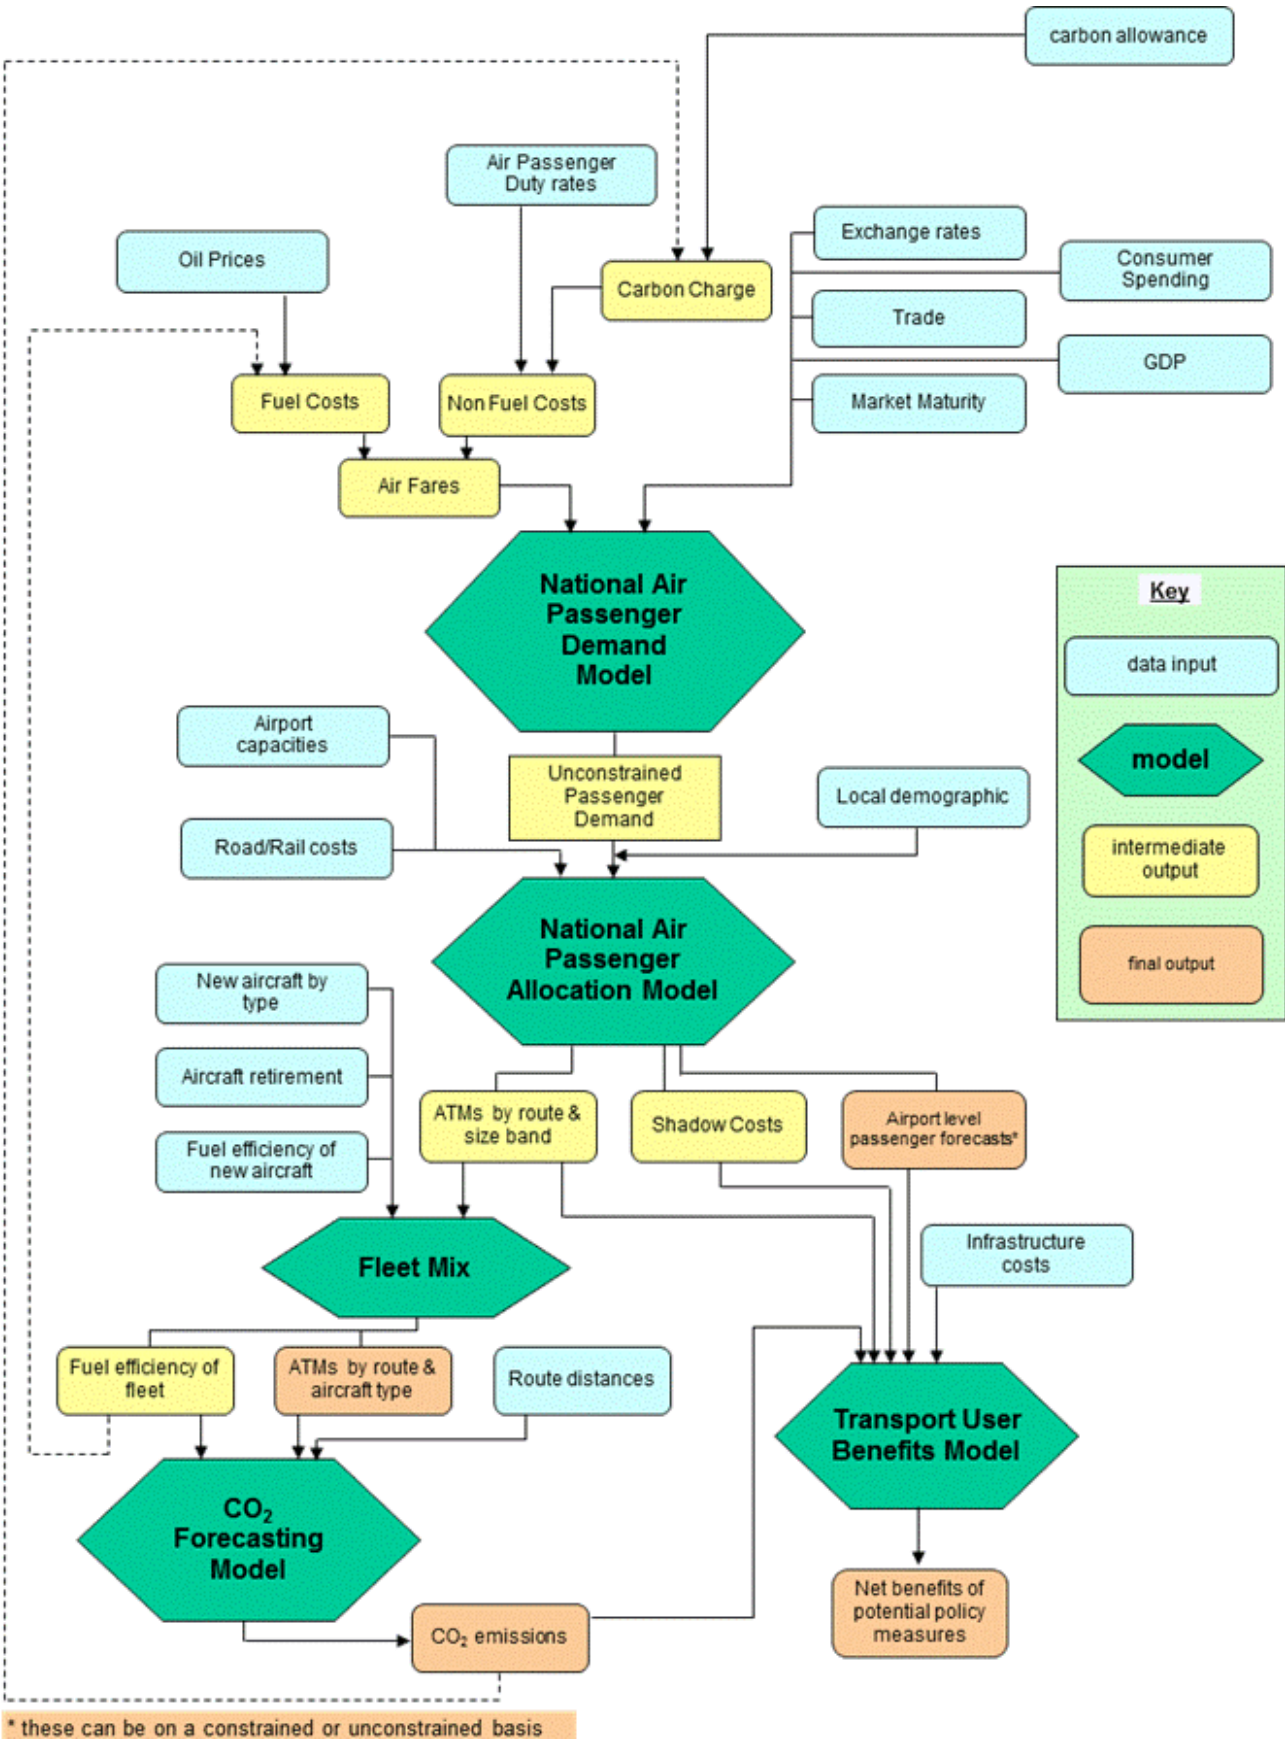 carbon allowance
Air Passenger
Duty rates
Exchange rates
Oil Prices
Consumer
Spending
Carbon Charge
Trade
GDP
Fuel Costs
Non Fuel Costs
Market Maturity
Air Fares
National Air
Passenger
Demand
Model
Key
data input
model
intermediate
output
final output
Airport
capacities
Unconstrained
Passenger
Demand
Local demographic
Road/Rail costs
National Air
Passenger
Allocation Model
New aircraft by
type
Aircraft retirement
Fuel efficiency of
new aircraft
ATMs by route &
size band
Shadow Costs
Airport level
passenger forecasts*
Infrastructure
costs
Fleet Mix
Fuel efficiency of
fleet
ATMs by route &
aircraft type
Route distances
Transport User
Benefits Model
CO₂
Forecasting
Model
CO₂ emissions
Net benefits of
potential policy
measures
* these can be on a constrained or unconstrained basis